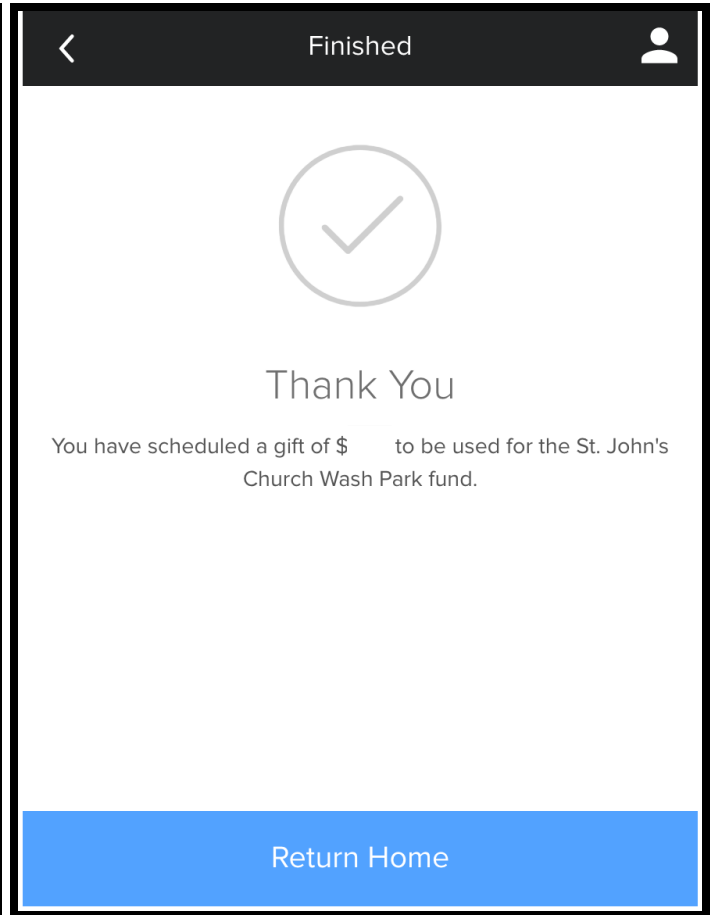 Finished
Thank You
You have scheduled a gift of $ to be used for the St. John's
Church Wash Park fund.
Return Home